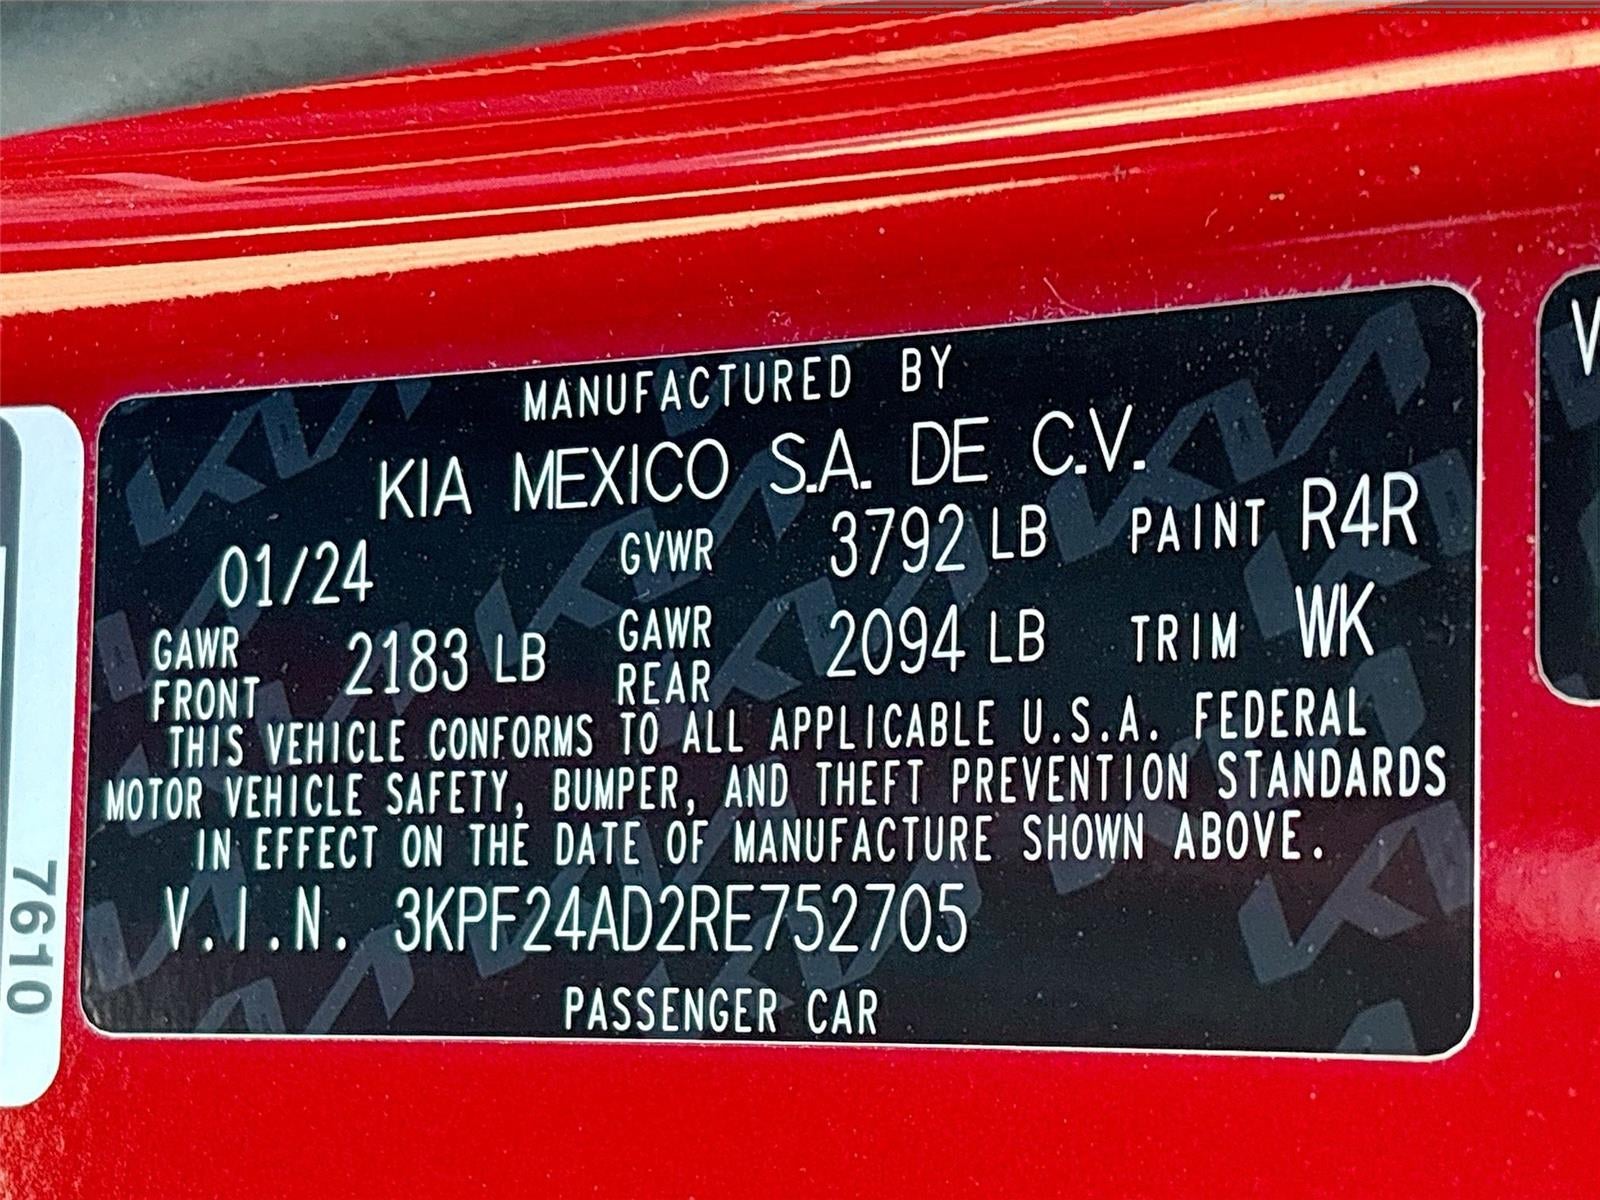 MANUFACTURED BY
KIA MEXICO S.A. DE C.V.
01/24 GVWR 3792 LB PAINT R4R
GAWR FRONT 2183 LB GAWR REAR 2094 LB TRIM WK
THIS VEHICLE CONFORMS TO ALL APPLICABLE U.S.A. FEDERAL
MOTOR VEHICLE SAFETY, BUMPER, AND THEFT PREVENTION STANDARDS
IN EFFECT ON THE DATE OF MANUFACTURE SHOWN ABOVE.
V.I.N. 3KPF24AD2RE752705
PASSENGER CAR
7610